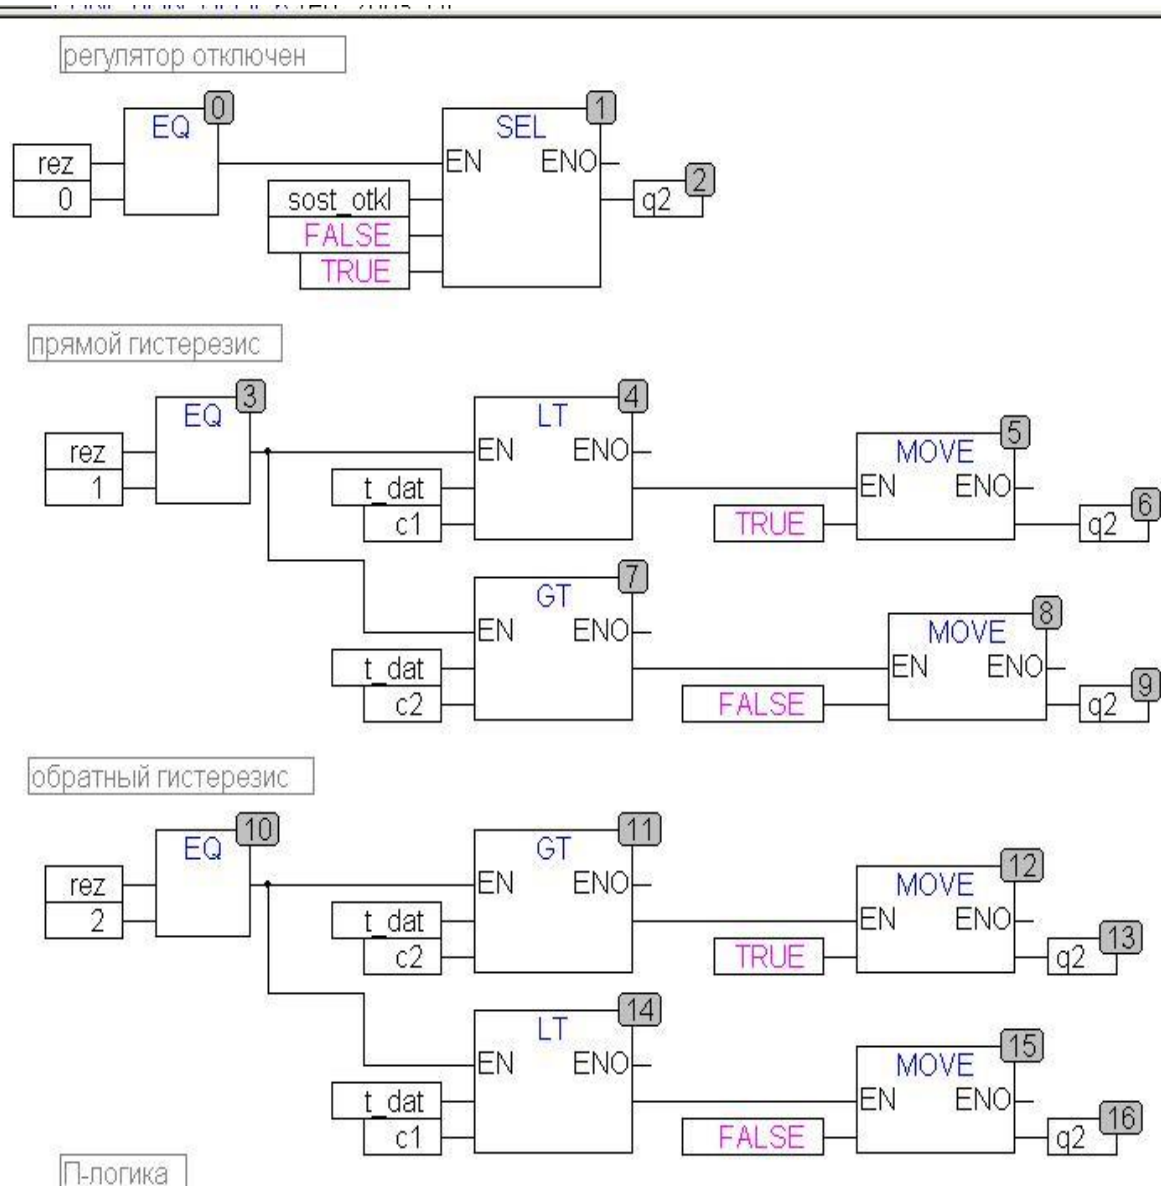 регулятор отключен
0 1
EQ SEL
rez EN ENO
0 sost_otkl q2 2
FALSE
TRUE
прямой гистерезис
3 4
EQ LT 5
rez EN ENO MOVE
1 t_dat EN ENO 6
c1 TRUE q2
7
GT 8
EN ENO MOVE
t_dat EN ENO 9
c2 FALSE q2
обратный гистерезис
10 11
EQ GT 12
rez EN ENO MOVE
2 t_dat EN ENO 13
c2 TRUE q2
14
LT 15
EN ENO MOVE
t_dat EN ENO 16
c1 FALSE q2
П-логика